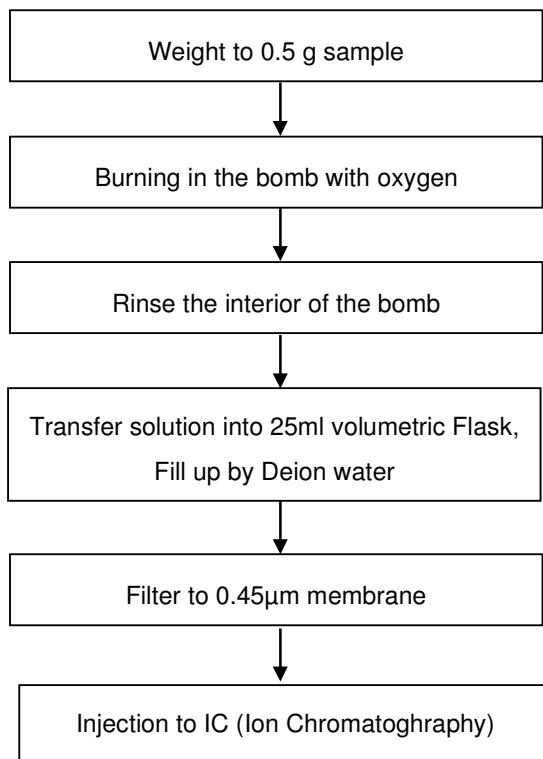 Weight to 0.5 g sample
Burning in the bomb with oxygen
Rinse the interior of the bomb
Transfer solution into 25ml volumetric Flask,
Fill up by Deion water
Filter to 0.45µm membrane
Injection to IC (Ion Chromatoghraphy)